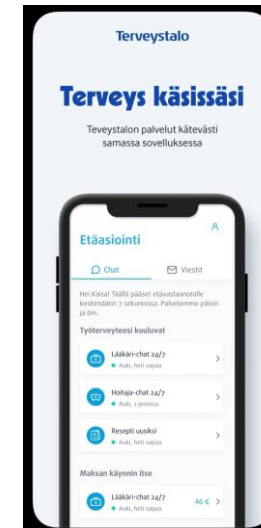 Terveystalo
Terveys käsissäsi
Teveystalon palvelut kätevästi
samassa sovelluksessa
Etäasiointi
Chat
Viestit
Hei Kaisa! Täällä pääset etävastaanotolle
keskimäärin 7 sekunnissa. Palvelemme päivin
ja öin.
Työterveyteesi kuuluvat
Lääkäri-chat 24/7
Auki, heti vapaa
Hoitaja-chat 24/7
Auki, 2 jonossa
Resepti uusiksi
Auki, heti vapaa
Maksan käynnin itse
Lääkäri-chat 24/7
46 €
Auki, heti vapaa